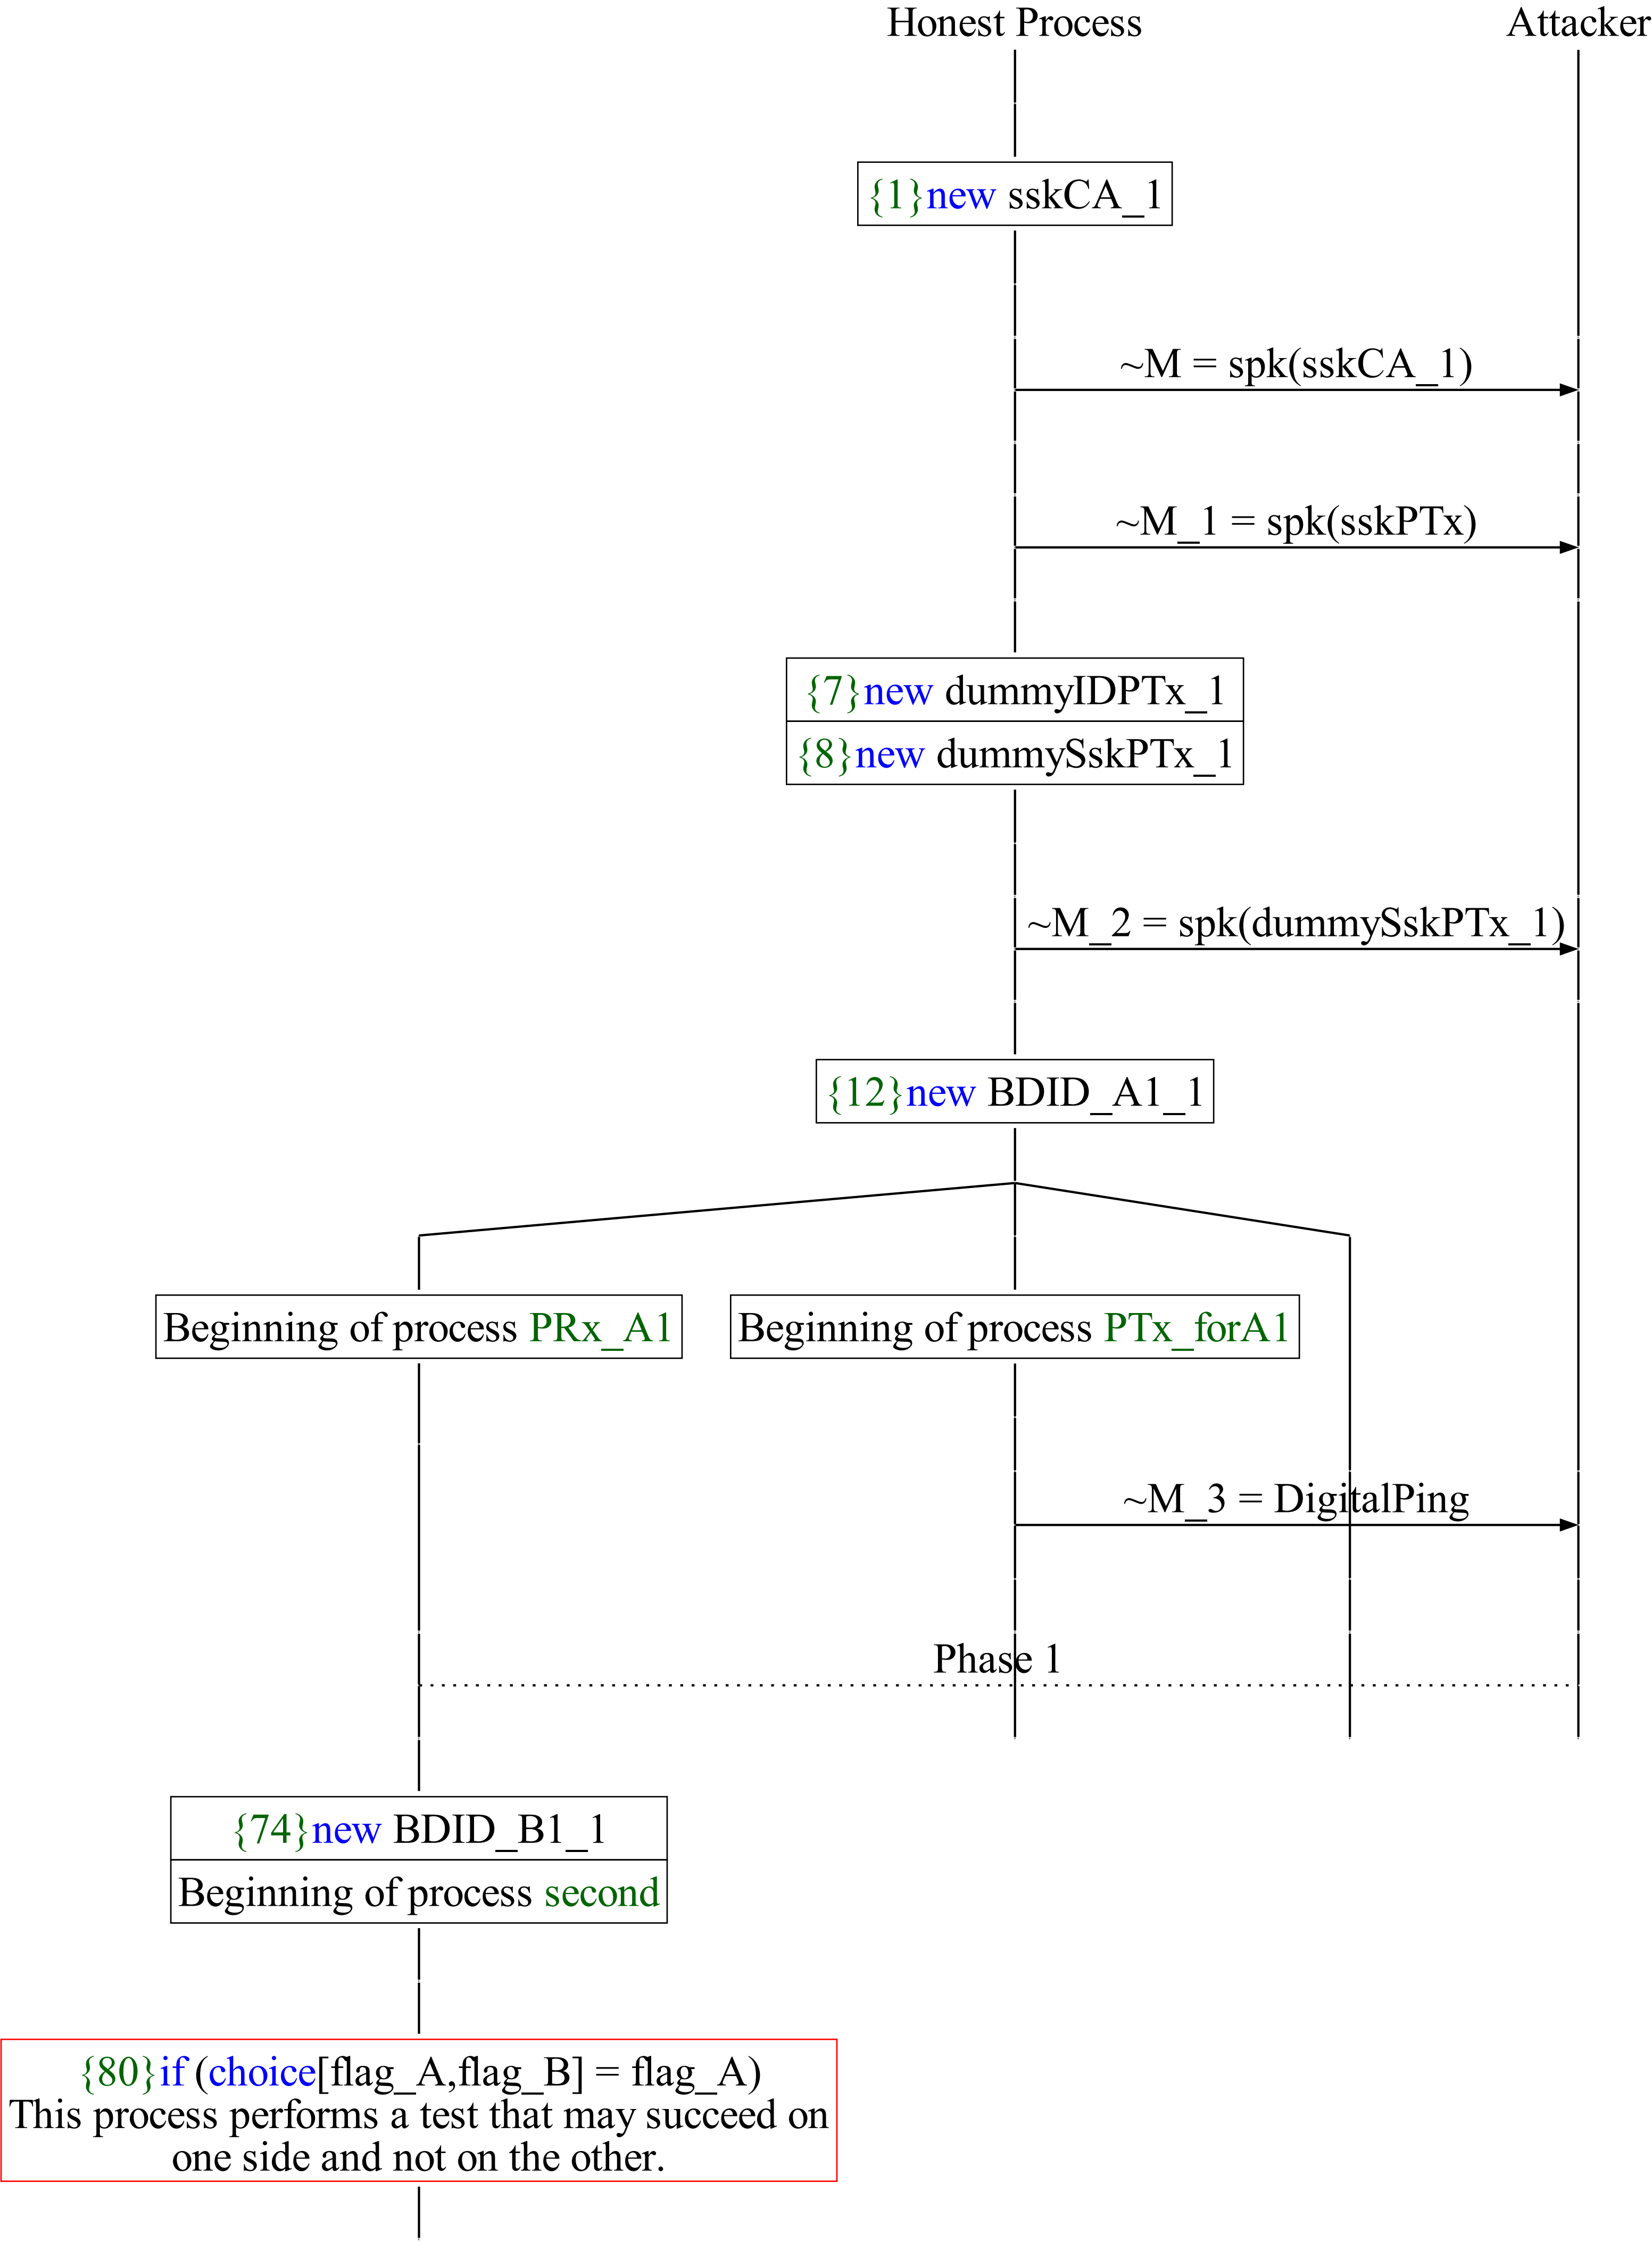 Honest Process
Attacker
{1}new sskCA_1
~M = spk(sskCA_1)
~M_1 = spk(sskPTx)
{7}new dummyIDPTx_1
{8}new dummySskPTx_1
~M_2 = spk(dummySskPTx_1)
{12}new BDID_A1_1
Beginning of process PRx_A1
Beginning of process PTx_forA1
~M_3 = DigitalPing
Phase 1
{74}new BDID_B1_1
Beginning of process second
{80}if (choice[flag_A,flag_B] = flag_A)
This process performs a test that may succeed on
one side and not on the other.